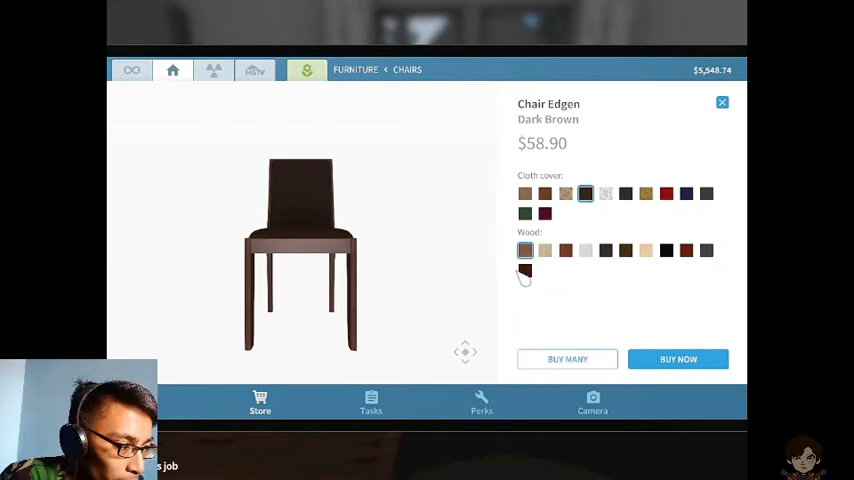 HGTV
FURNITURE < CHAIRS
$5,548.74
Chair Edgen
Dark Brown
$58.90
Cloth cover:
Wood:
BUY MANY
BUY NOW
Store
Tasks
Perks
Camera
s job